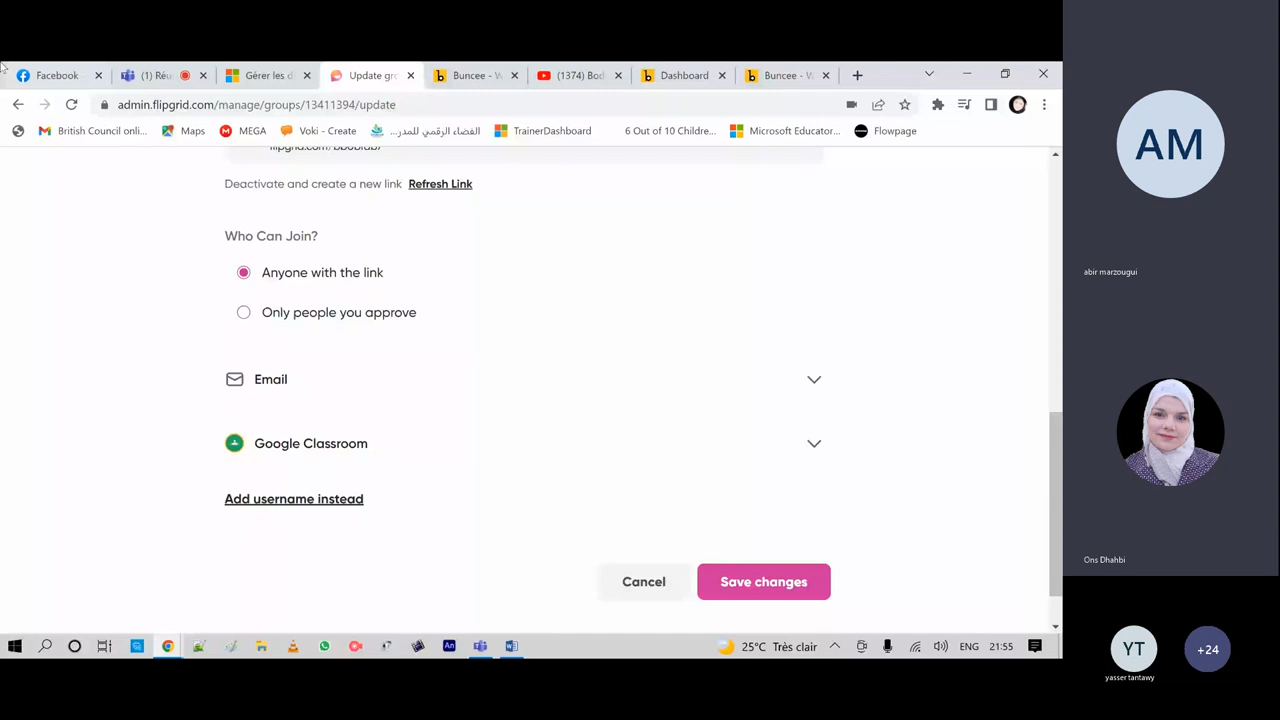 Facebook
(1) Réu
Gérer les d
Update gro
Buncee - W
(1374) Bod
Dashboard
Buncee - W
admin.flipgrid.com/manage/groups/13411394/update
British Council onli...
Maps
MEGA
Voki - Create
الفضاء الرقمي للمدر...
TrainerDashboard
6 Out of 10 Childre...
Microsoft Educator...
Flowpage
Deactivate and create a new link Refresh Link
Who Can Join?
Anyone with the link
Only people you approve
Email
Google Classroom
Add username instead
Cancel
Save changes
25°C Très clair
ENG
21:55
An
AM
abir marzougui
Ons Dhahbi
YT
yasser tantawy
+24